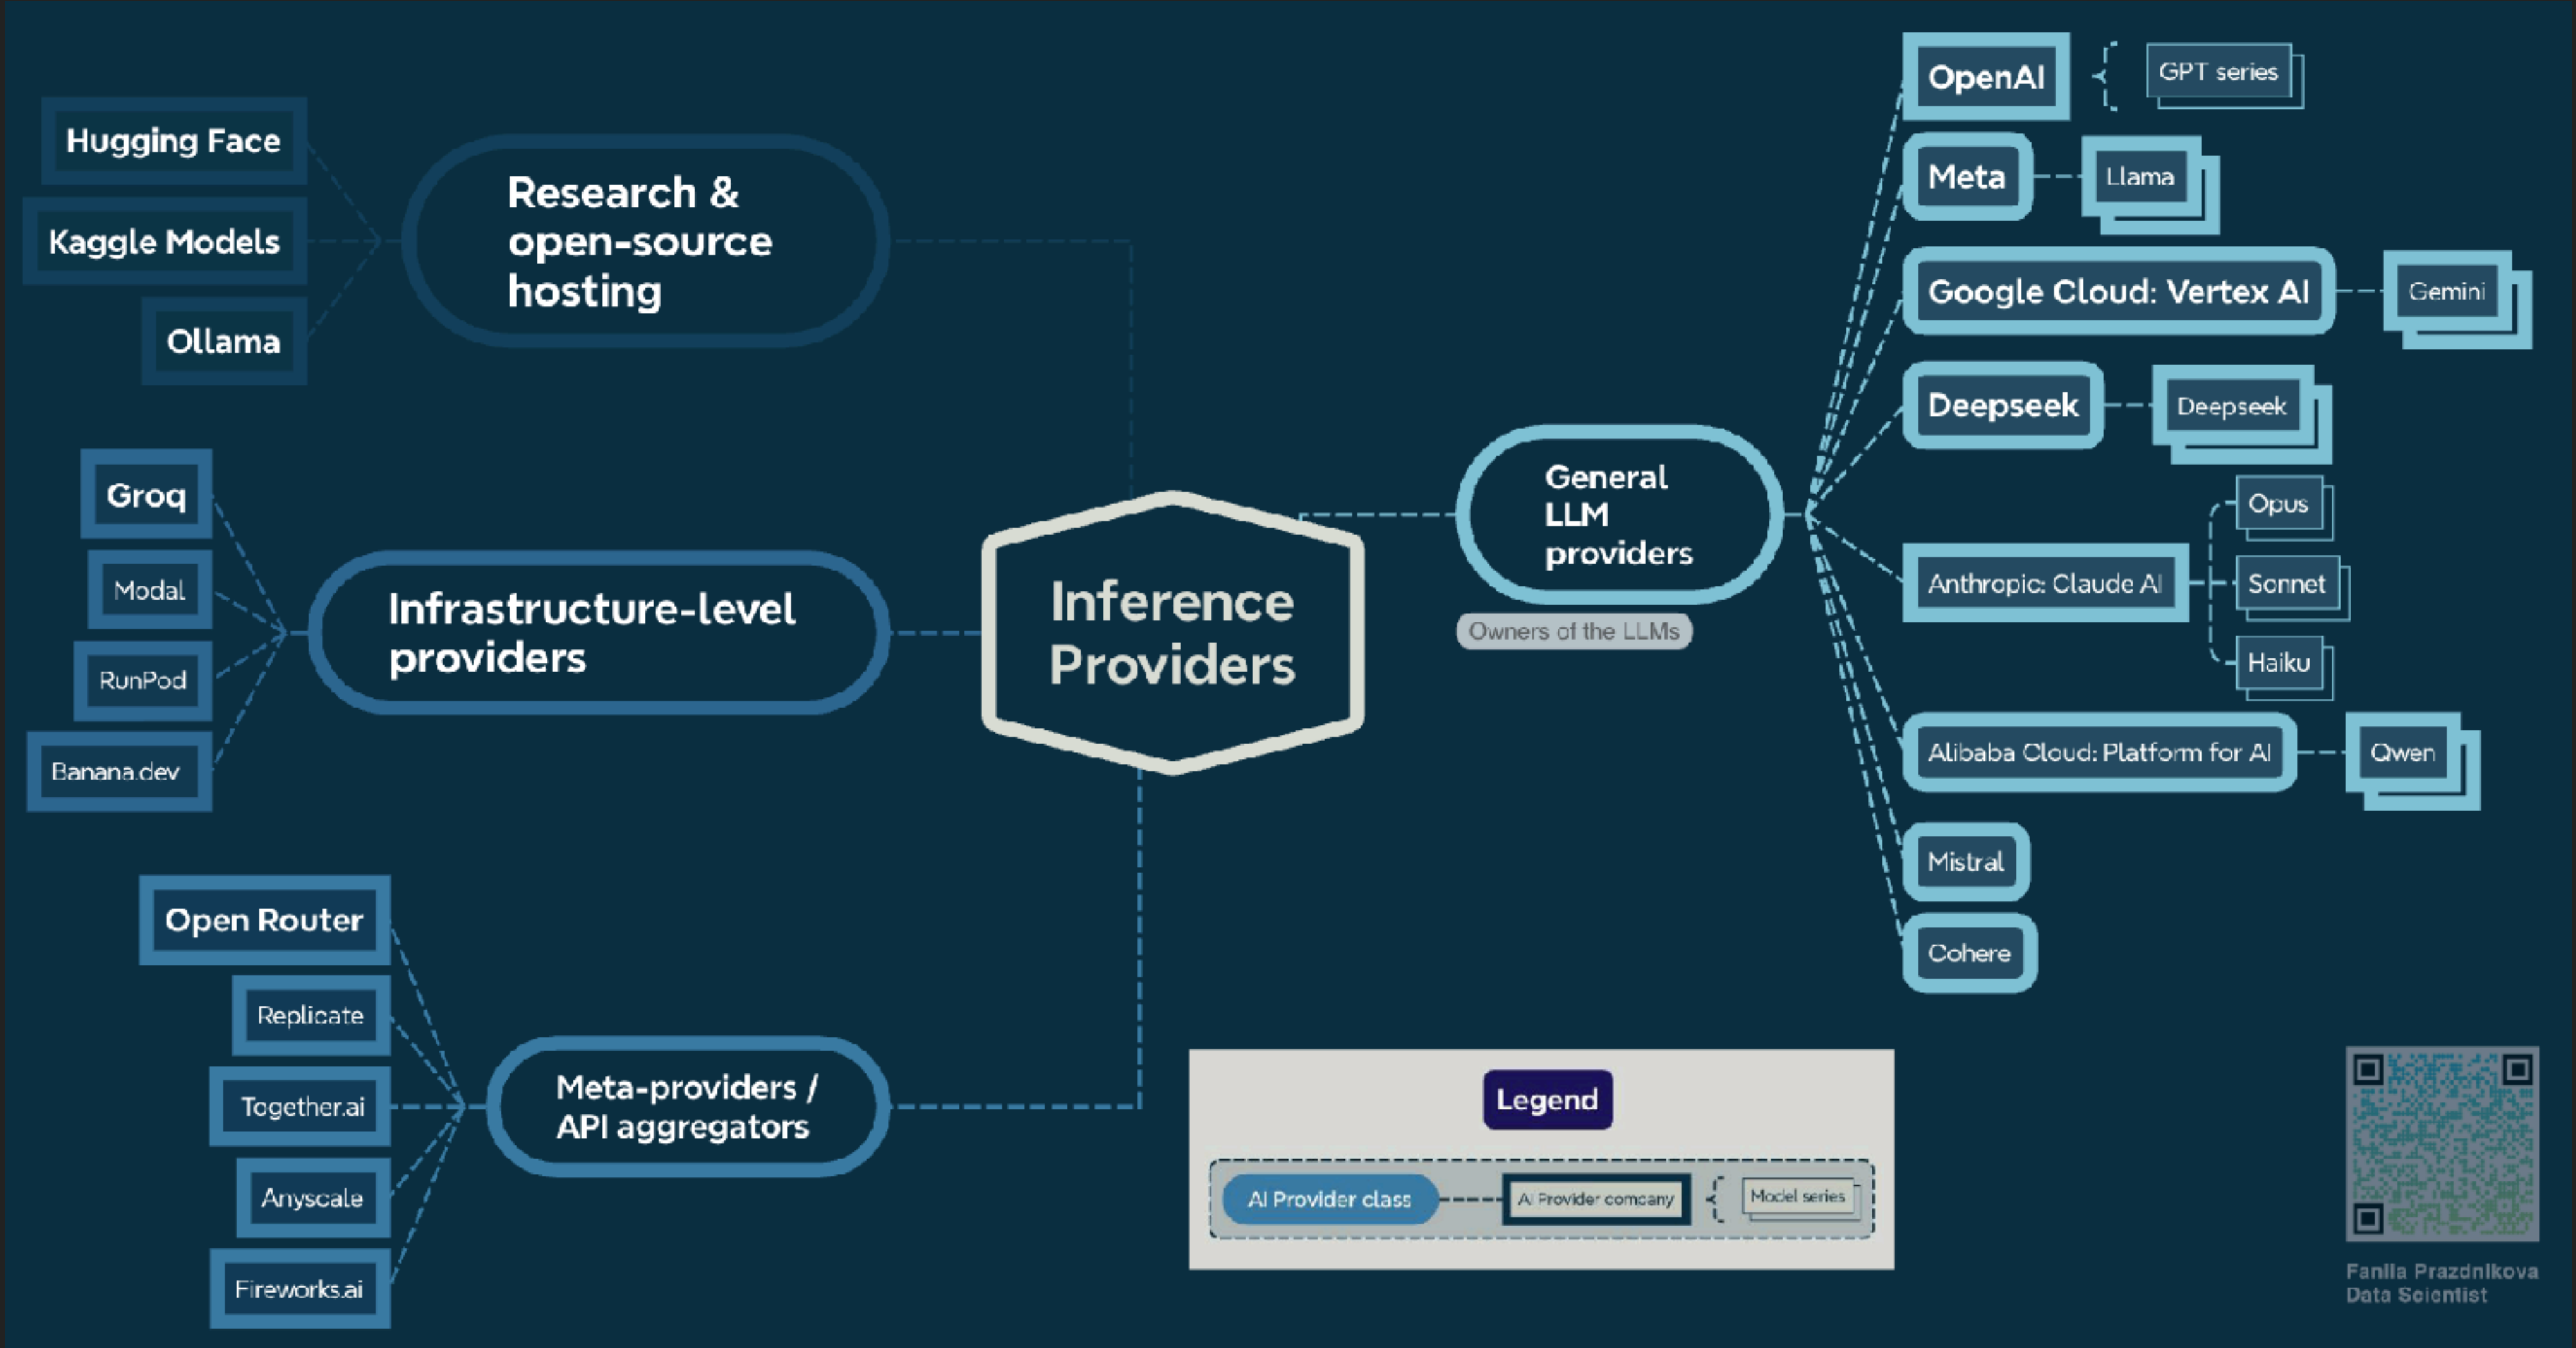 Hugging Face
Kaggle Models
Ollama
Research &
open-source
hosting
Groq
Modal
RunPod
Banana.dev
Infrastructure-level
providers
Open Router
Replicate
Together.ai
Anyscale
Fireworks.ai
Meta-providers /
API aggregators
Inference
Providers
General
LLM
providers
Owners of the LLMs
OpenAI
GPT series
Meta
Llama
Google Cloud: Vertex AI
Gemini
Deepseek
Deepseek
Anthropic: Claude AI
Opus
Sonnet
Haiku
Alibaba Cloud: Platform for AI
Qwen
Mistral
Cohere
Legend
AI Provider class
AI Provider company
Model series
Fanila Prazdnikova
Data Scientist